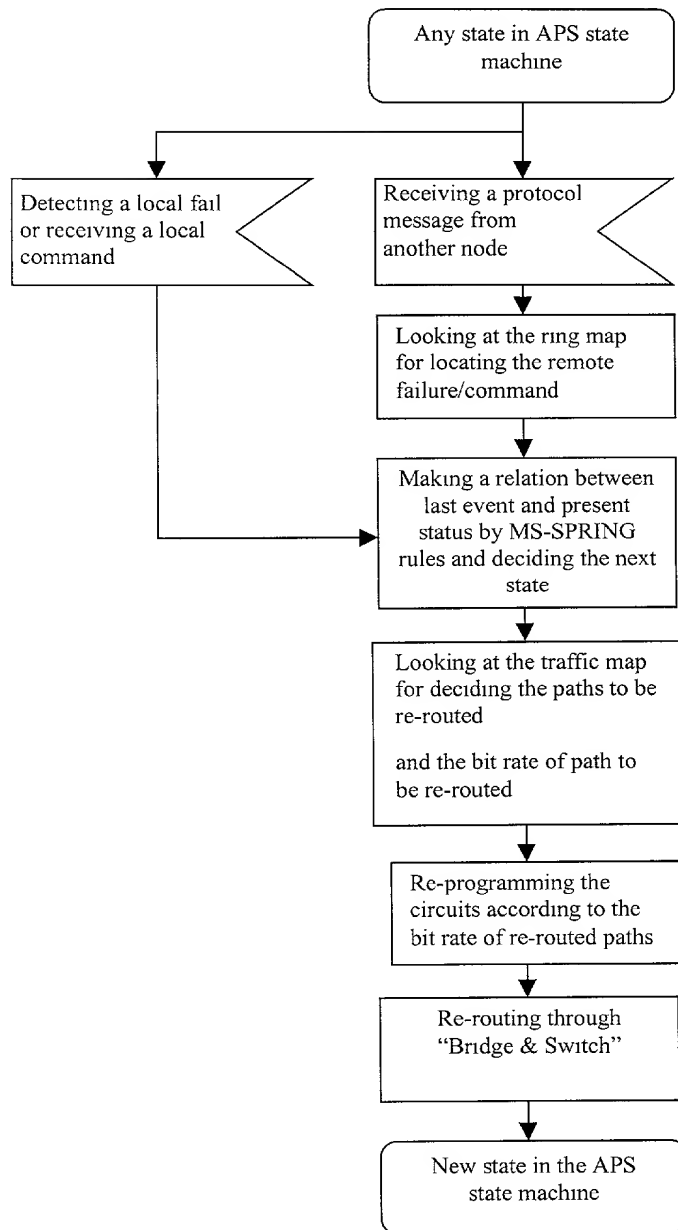 Any state in APS state
machine
Detecting a local fail
or receiving a local
command
Receiving a protocol
message from
another node
Looking at the ring map
for locating the remote
failure/command
Making a relation between
last event and present
status by MS-SPRING
rules and deciding the next
state
Looking at the traffic map
for deciding the paths to be
re-routed
and the bit rate of path to
be re-routed
Re-programming the
circuits according to the
bit rate of re-routed paths
Re-routing through
“Bridge & Switch”
New state in the APS
state machine